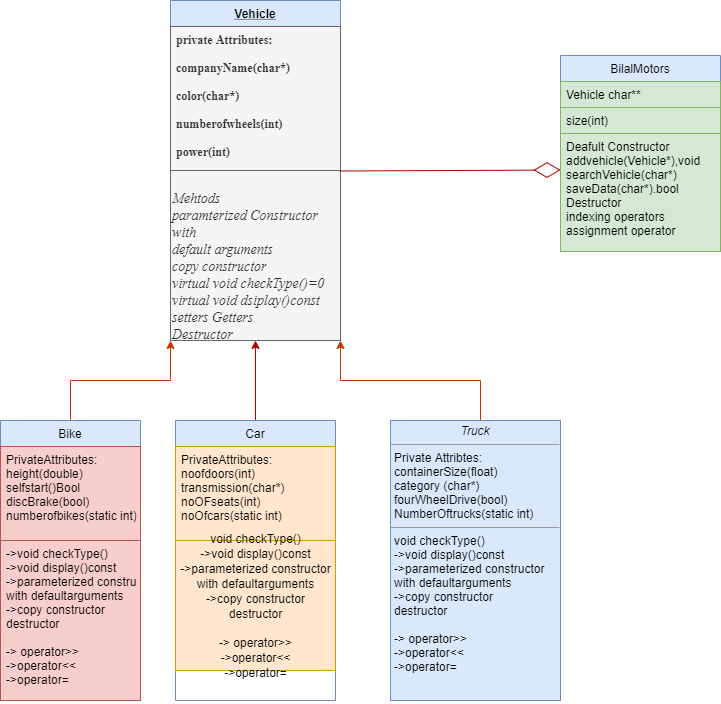 Vehicle
private Attributes:
companyName(char*)
color(char*)
numberofwheels(int)
power(int)
Mehtods
paramterized Constructor
with
default arguments
copy constructor
virtual void checkType()=0
virtual void dsiplay()const
setters Getters
Destructor
BilalMotors
Vehicle char**
size(int)
Deafult Constructor
addvehicle(Vehicle*),void
searchVehicle(char*)
saveData(char*).bool
Destructor
indexing operators
assignment operator
Bike
PrivateAttributes:
height(double)
selfstart()Bool
discBrake(bool)
numberofbikes(static int)
->void checkType()
->void display()const
->parameterized constru
with defaultarguments
->copy constructor
destructor
-> operator>>
->operator<<
->operator=
Car
PrivateAttributes:
noofdoors(int)
transmission(char*)
noOFseats(int)
noOfcars(static int)
void checkType()
->void display()const
->parameterized constructor
with defaultarguments
->copy constructor
destructor
-> operator>>
->operator<<
->operator=
Truck
Private Attribtes:
containerSize(float)
category (char*)
fourWheelDrive(bool)
NumberOftrucks(static int)
void checkType()
->void display()const
->parameterized constructor
with defaultarguments
->copy constructor
destructor
-> operator>>
->operator<<
->operator=